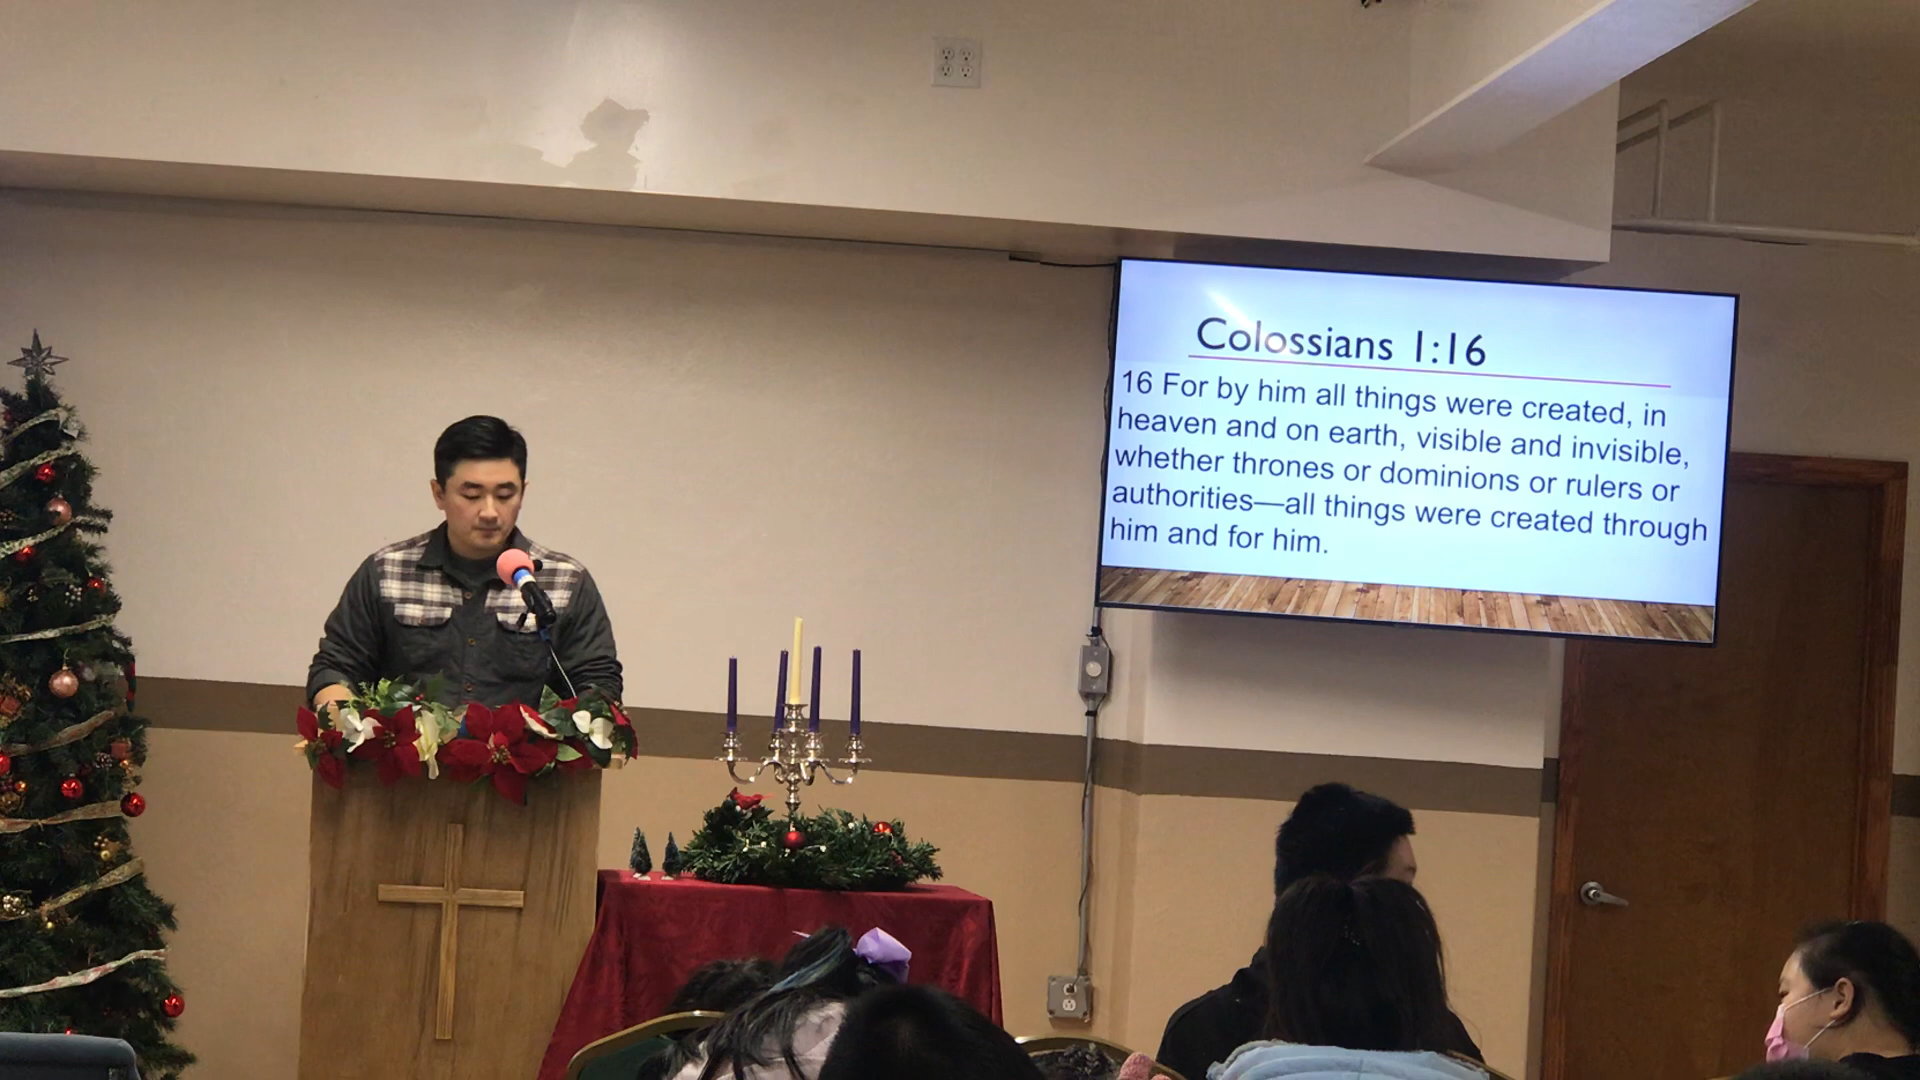 Colossians 1:16
16 For by him all things were created, in
heaven and on earth, visible and invisible,
whether thrones or dominions or rulers or
authorities—all things were created through
him and for him.